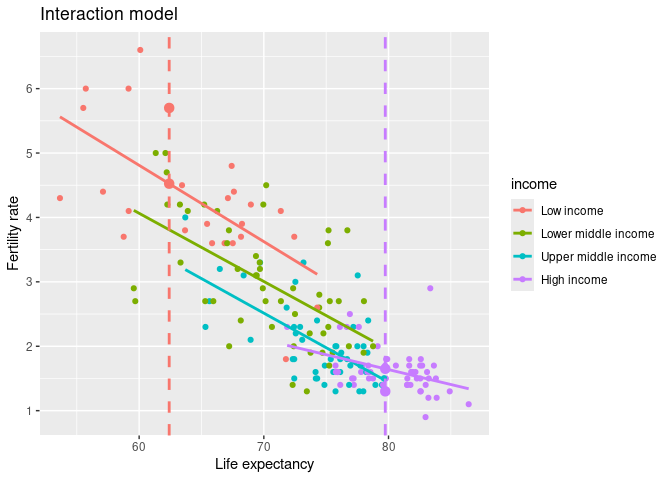 Interaction model
Fertility rate
6
5
4
3
2
1
60
70
80
Life expectancy
income
Low income
Lower middle income
Upper middle income
High income